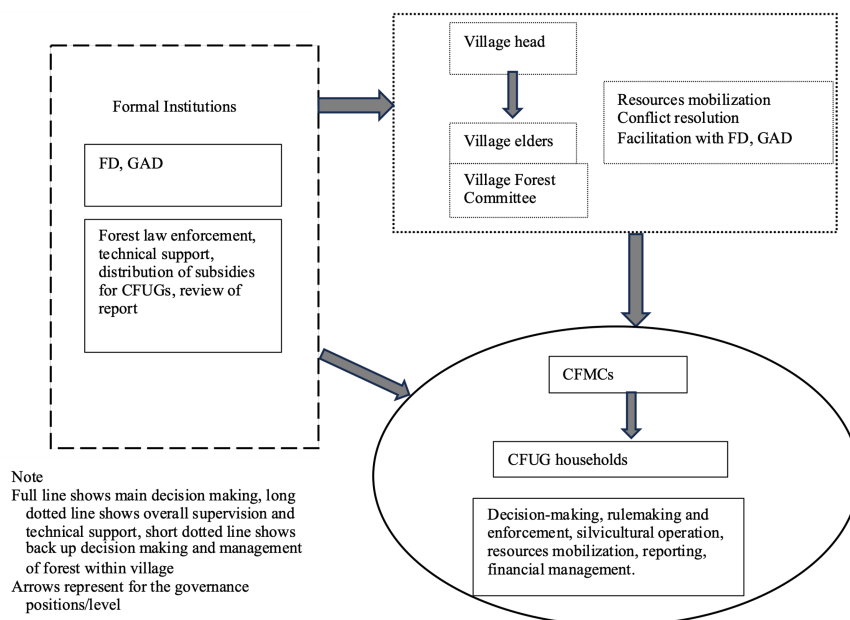 Formal Institutions
FD, GAD
Forest law enforcement,
technical support,
distribution of subsidies
for CFUGs, review of
report
Village head
Village elders
Village Forest
Committee
Resources mobilization
Conflict resolution
Facilitation with FD, GAD
CFMCs
CFUG households
Decision-making, rulemaking and
enforcement, silvicultural operation,
resources mobilization, reporting,
financial management.
Note
Full line shows main decision making, long
dotted line shows overall supervision and
technical support, short dotted line shows
back up decision making and management
of forest within village
Arrows represent for the governance
positions/level